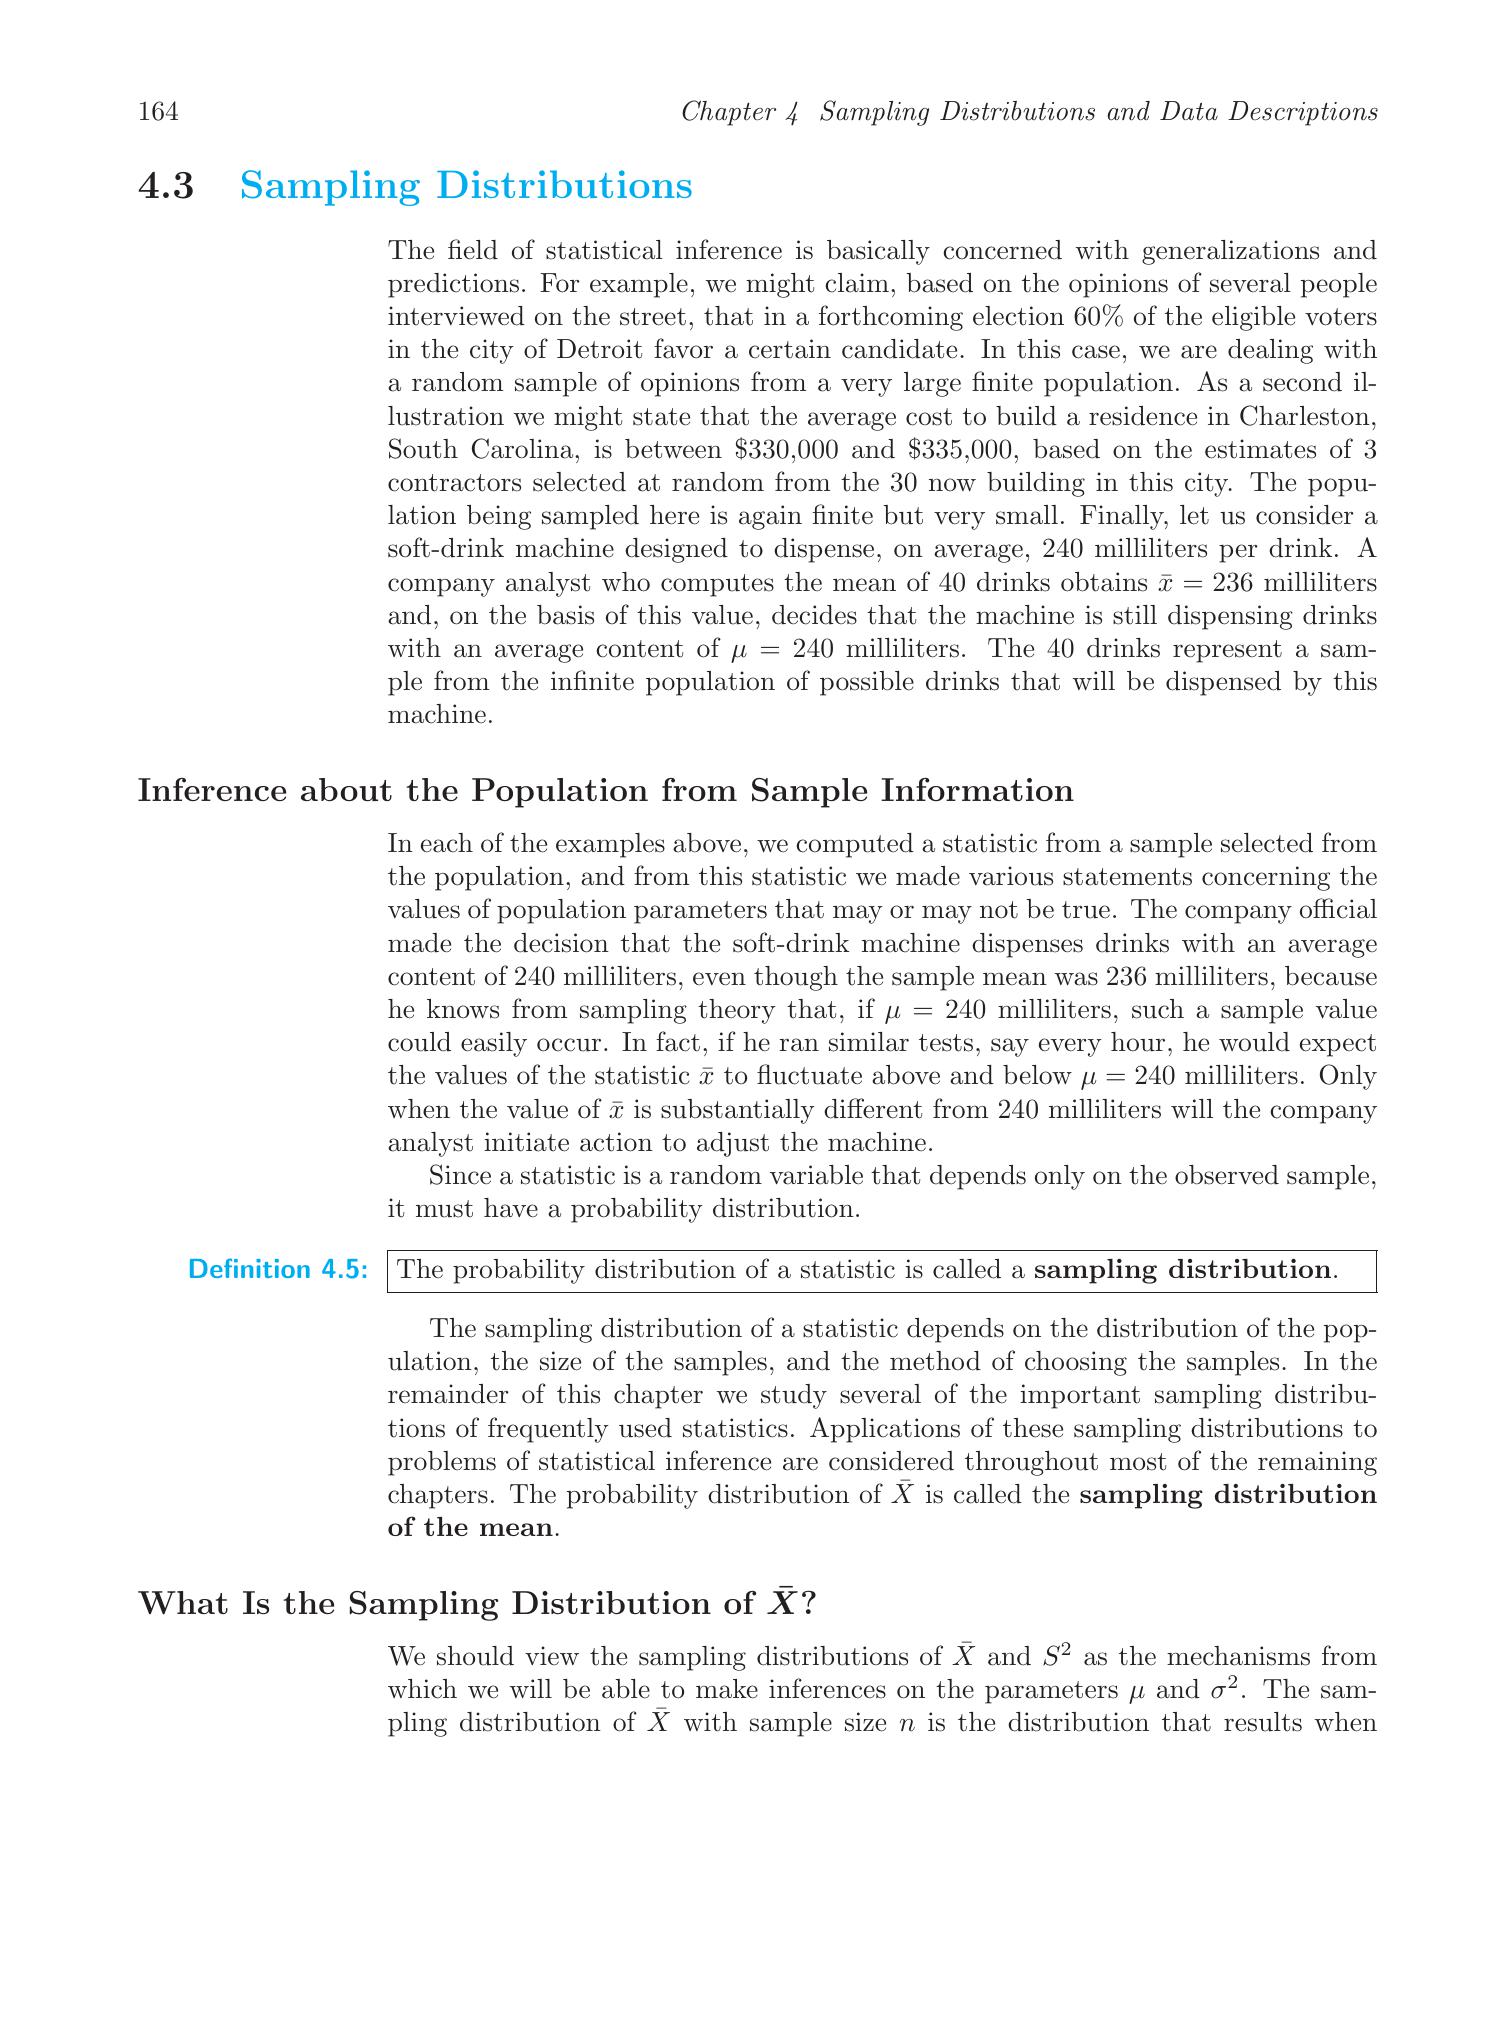 164 Chapter 4 Sampling Distributions and Data Descriptions
4.3 Sampling Distributions
The field of statistical inference is basically concerned with generalizations and
predictions. For example, we might claim, based on the opinions of several people
interviewed on the street, that in a forthcoming election 60% of the eligible voters
in the city of Detroit favor a certain candidate. In this case, we are dealing with
a random sample of opinions from a very large finite population. As a second il-
lustration we might state that the average cost to build a residence in Charleston,
South Carolina, is between $330,000 and $335,000, based on the estimates of 3
contractors selected at random from the 30 now building in this city. The popu-
lation being sampled here is again finite but very small. Finally, let us consider a
soft-drink machine designed to dispense, on average, 240 milliliters per drink. A
company analyst who computes the mean of 40 drinks obtains x̄ = 236 milliliters
and, on the basis of this value, decides that the machine is still dispensing drinks
with an average content of μ = 240 milliliters. The 40 drinks represent a sam-
ple from the infinite population of possible drinks that will be dispensed by this
machine.
Inference about the Population from Sample Information
In each of the examples above, we computed a statistic from a sample selected from
the population, and from this statistic we made various statements concerning the
values of population parameters that may or may not be true. The company official
made the decision that the soft-drink machine dispenses drinks with an average
content of 240 milliliters, even though the sample mean was 236 milliliters, because
he knows from sampling theory that, if μ = 240 milliliters, such a sample value
could easily occur. In fact, if he ran similar tests, say every hour, he would expect
the values of the statistic x̄ to fluctuate above and below μ = 240 milliliters. Only
when the value of x̄ is substantially different from 240 milliliters will the company
analyst initiate action to adjust the machine.
Since a statistic is a random variable that depends only on the observed sample,
it must have a probability distribution.
Definition 4.5: The probability distribution of a statistic is called a sampling distribution.
The sampling distribution of a statistic depends on the distribution of the pop-
ulation, the size of the samples, and the method of choosing the samples. In the
remainder of this chapter we study several of the important sampling distribu-
tions of frequently used statistics. Applications of these sampling distributions to
problems of statistical inference are considered throughout most of the remaining
chapters. The probability distribution of X̄ is called the sampling distribution
of the mean.
What Is the Sampling Distribution of X̄?
We should view the sampling distributions of X̄ and S² as the mechanisms from
which we will be able to make inferences on the parameters μ and σ². The sam-
pling distribution of X̄ with sample size n is the distribution that results when